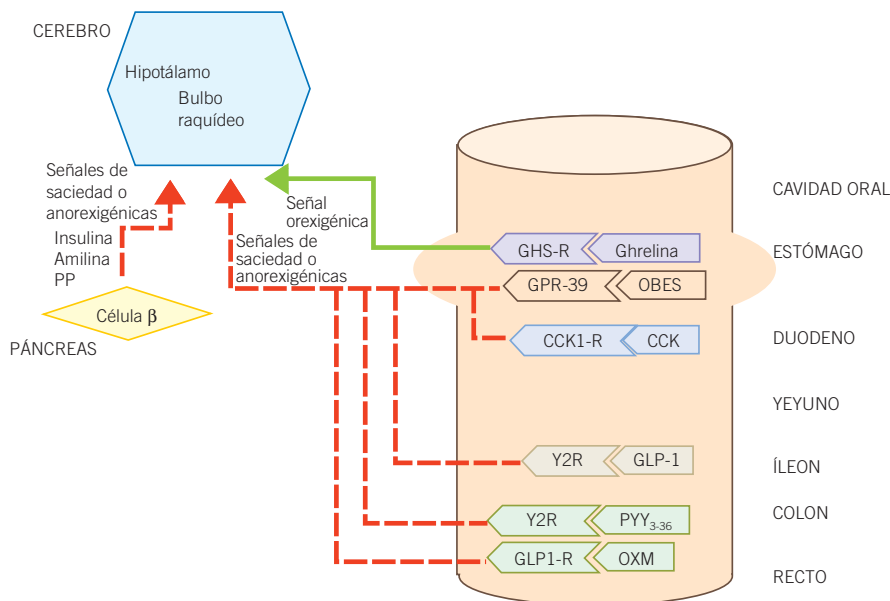 CEREBRO
Hipotálamo
Bulbo
raquídeo
Señales de
saciedad o
anorexigénicas
Insulina
Amilina
PP
Célula β
PÁNCREAS
Señal
orexigénica
Señales de
saciedad o
anorexigénicas
GHS-R Ghrelina
GPR-39 OBES
CCK1-R CCK
Y2R GLP-1
Y2R PYY3-36
GLP1-R OXM
CAVIDAD ORAL
ESTÓMAGO
DUODENO
YEYUNO
ÍLEON
COLON
RECTO